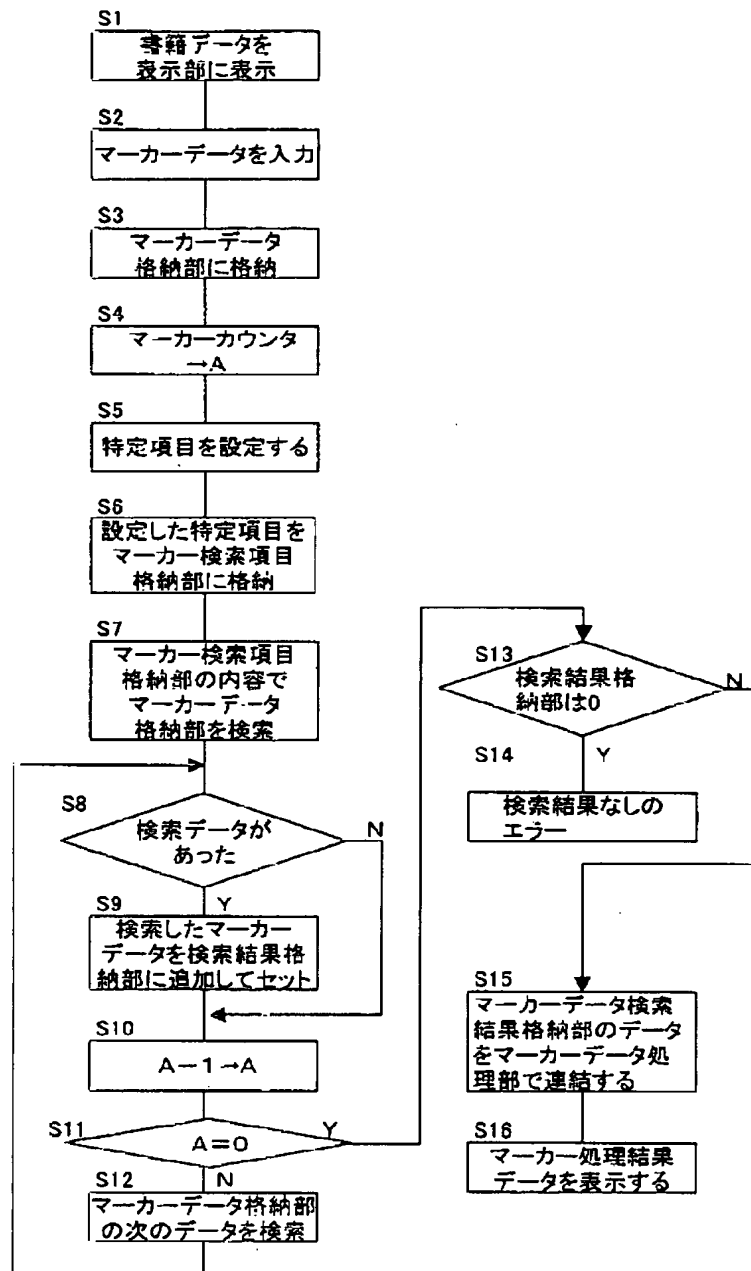 S1
書籍データを
表示部に表示
S2
マーカーデータを入力
S3
マーカーデータ
格納部に格納
S4
マーカーカウンタ
→A
S5
特定項目を設定する
S6
設定した特定項目を
マーカー検索項目
格納部に格納
S7
マーカー検索項目
格納部の内容で
マーカーデータ
格納部を検索
S8
検索データが
あった
N
Y
S9
検索したマーカー
データを検索結果格
納部に追加してセット
S10
A-1→A
S11
A=0
Y
N
S12
マーカーデータ格納部
の次のデータを検索
S13
検索結果格
納部は0
N
Y
S14
検索結果なしの
エラー
S15
マーカーデータ検索
結果格納部のデータ
をマーカーデータ処
理部で連結する
S16
マーカー処理結果
データを表示する